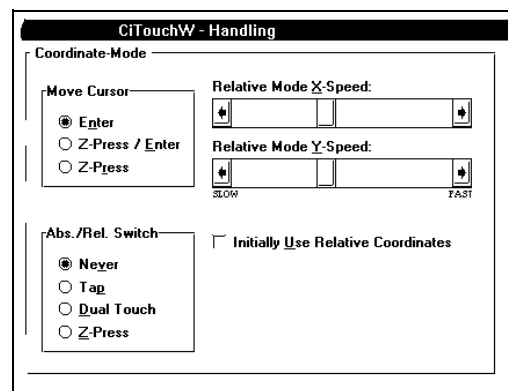 CiTouchW - Handling
Coordinate-Mode
Move Cursor
Enter
Z-Press / Enter
Z-Press
Relative Mode X-Speed:
Relative Mode Y-Speed:
SLOW FAST
Abs./Rel. Switch
Never
Tap
Dual Touch
Z-Press
Initially Use Relative Coordinates